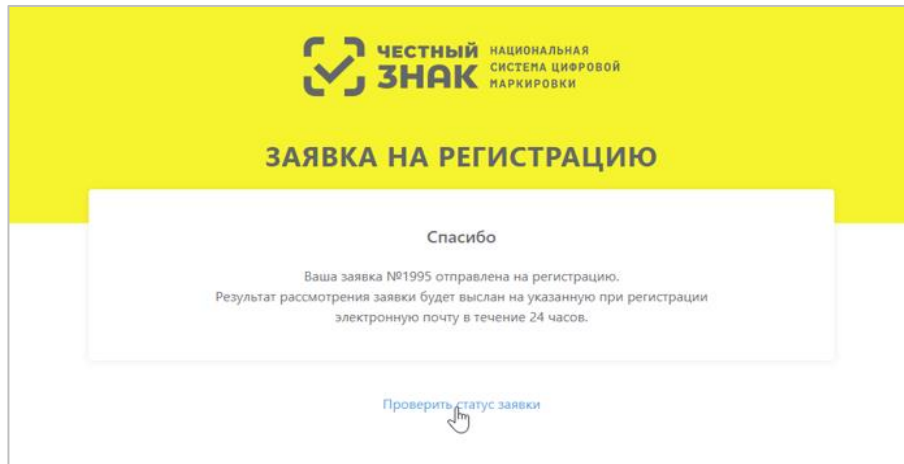 ЧЕСТНЫЙ
ЗНАК
НАЦИОНАЛЬНАЯ
СИСТЕМА ЦИФРОВОЙ
МАРКИРОВКИ
ЗАЯВКА НА РЕГИСТРАЦИЮ
Спасибо
Ваша заявка №1995 отправлена на регистрацию.
Результат рассмотрения заявки будет выслан на указанную при регистрации
электронную почту в течение 24 часов.
Проверить статус заявки